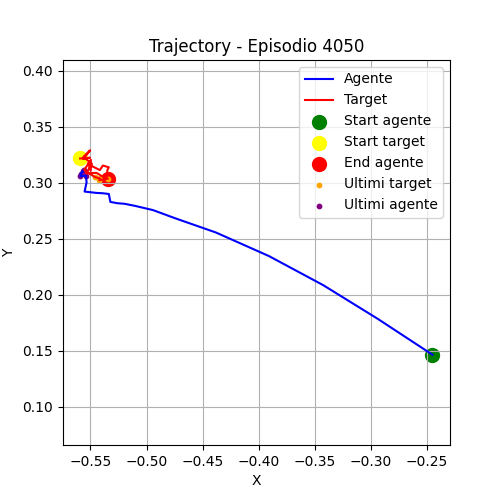 Trajectory - Episodio 4050
Agente
Target
Start agente
Start target
End agente
Ultimi target
Ultimi agente
0.40
0.35
0.30
0.25
0.20
0.15
0.10
Y
−0.55
−0.50
−0.45
−0.40
−0.35
−0.30
−0.25
X